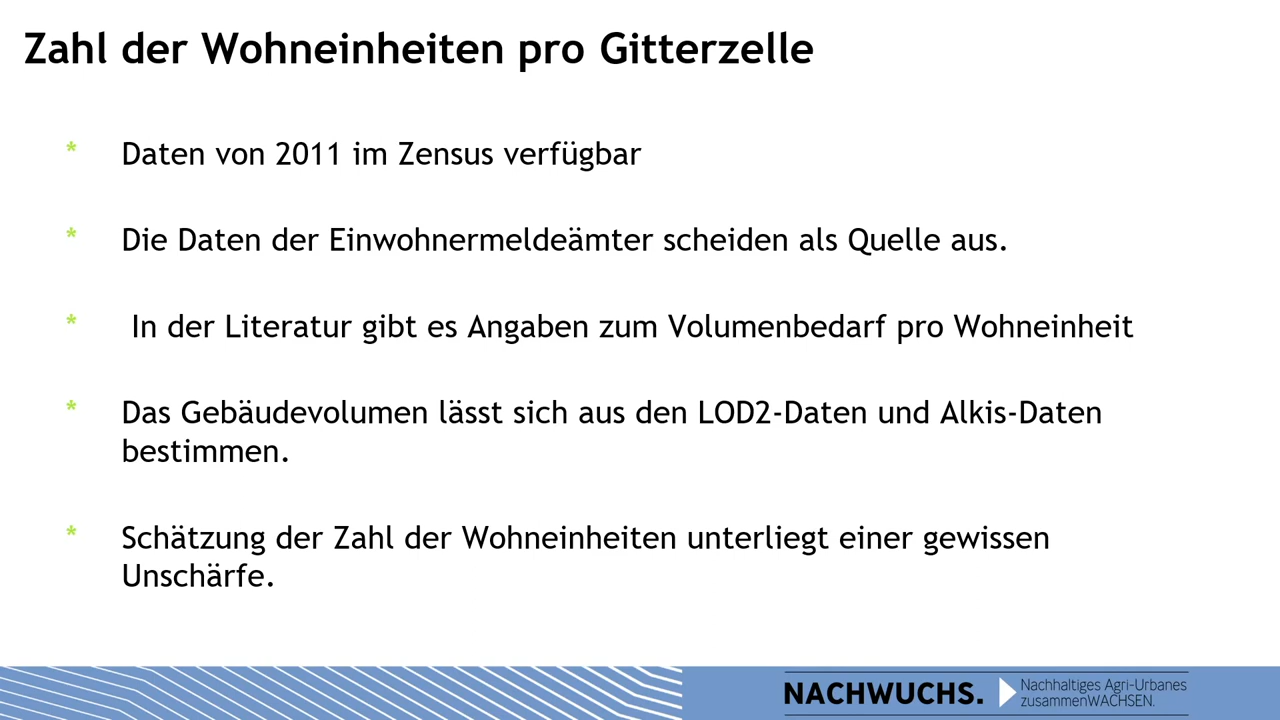 Zahl der Wohneinheiten pro Gitterzelle
* Daten von 2011 im Zensus verfügbar
* Die Daten der Einwohnermeldeämter scheiden als Quelle aus.
* In der Literatur gibt es Angaben zum Volumenbedarf pro Wohneinheit
* Das Gebäudevolumen lässt sich aus den LOD2-Daten und Alkis-Daten
bestimmen.
* Schätzung der Zahl der Wohneinheiten unterliegt einer gewissen
Unschärfe.
NACHWUCHS.
Nachhaltiges Agri-Urbanes
zusammenWACHSEN.